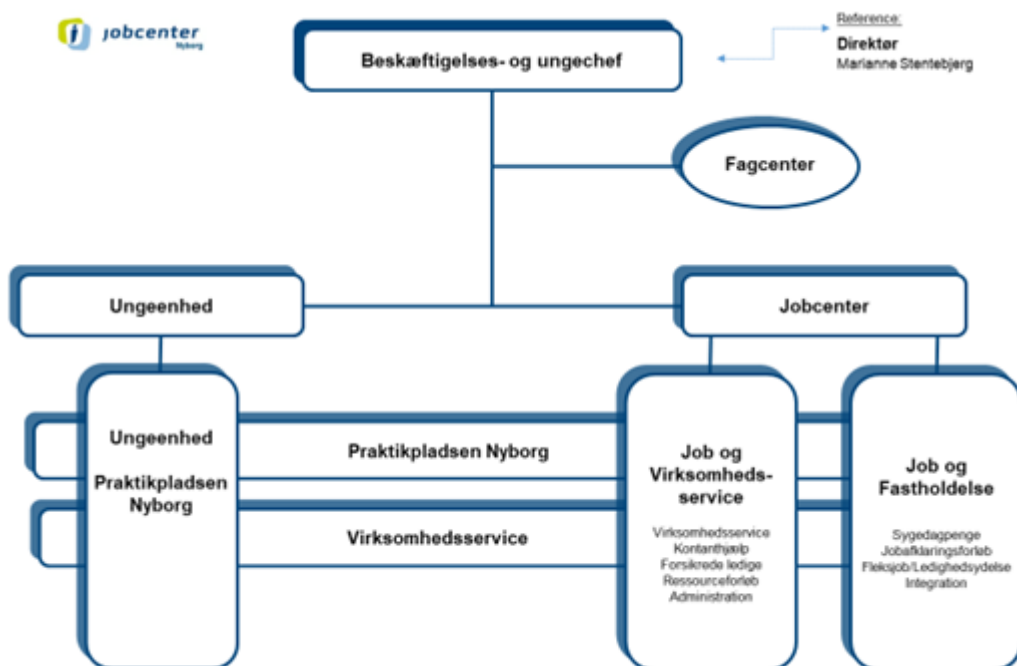 jobcenter
Nyborg
Reference:
Direktør
Marianne Stentebjerg
Beskæftigelses- og ungechef
Fagcenter
Ungeenhed
Jobcenter
Ungeenhed
Praktikpladsen
Nyborg
Praktikpladsen Nyborg
Virksomhedsservice
Job og
Virksomheds-
service
Virksomhedsservice
Kontanthjælp
Forsikrede ledige
Ressourceforløb
Administration
Job og
Fastholdelse
Sygedagpenge
Jobafklaringsforløb
Fleksjob/Ledighedsydelse
Integration